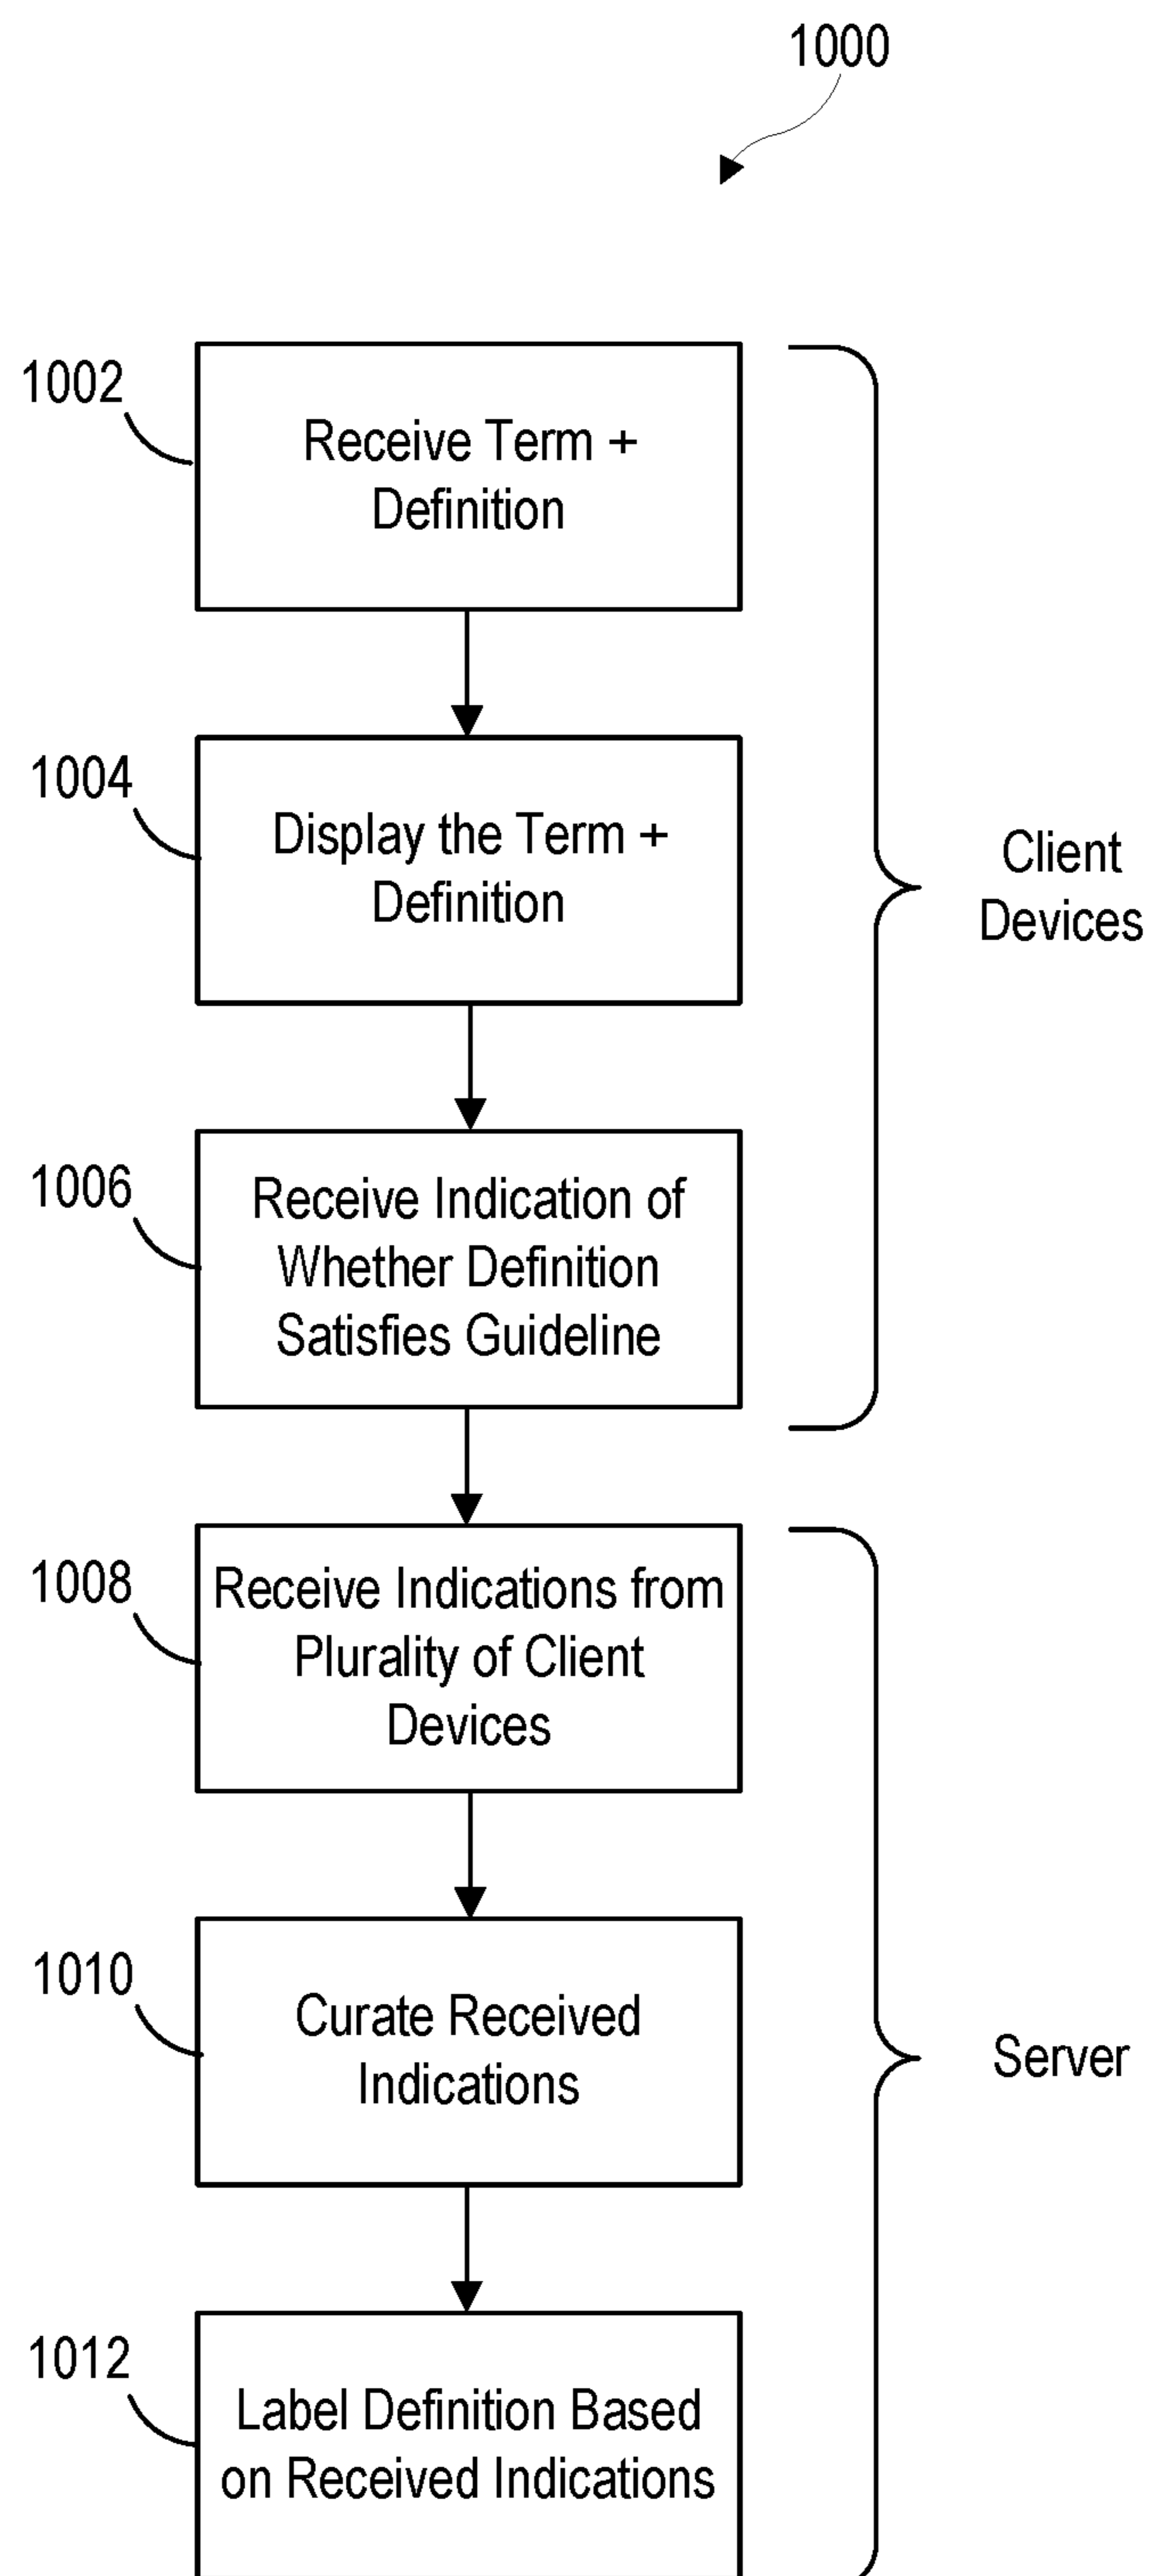 1000
1002
Receive Term +
Definition
1004
Display the Term +
Definition
Client
Devices
1006
Receive Indication of
Whether Definition
Satisfies Guideline
1008
Receive Indications from
Plurality of Client
Devices
1010
Curate Received
Indications
Server
1012
Label Definition Based
on Received Indications